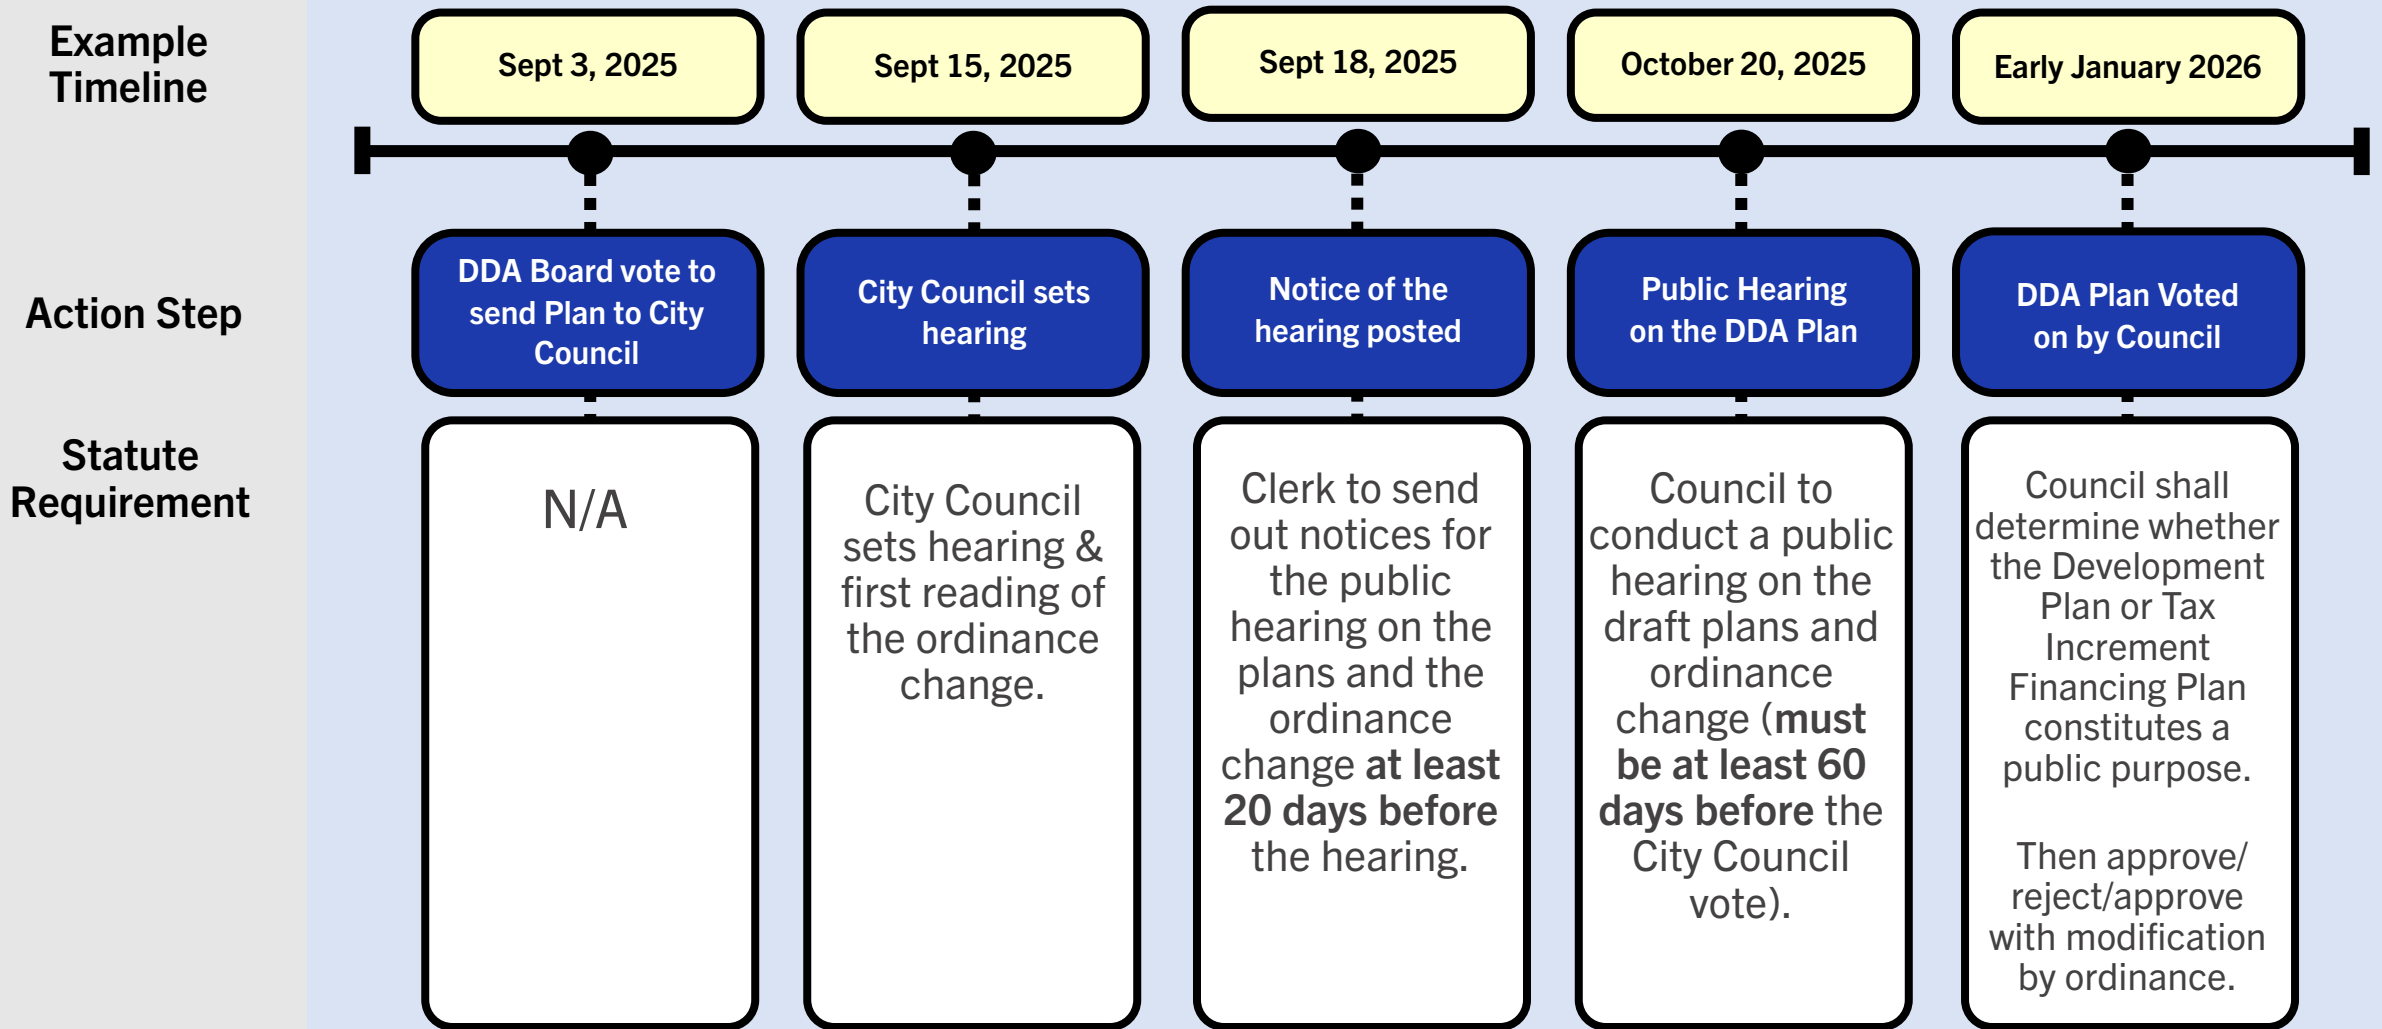 Example
Timeline
Sept 3, 2025
Sept 15, 2025
Sept 18, 2025
October 20, 2025
Early January 2026
Action Step
DDA Board vote to
send Plan to City
Council
City Council sets
hearing
Notice of the
hearing posted
Public Hearing
on the DDA Plan
DDA Plan Voted
on by Council
Statute
Requirement
N/A
City Council
sets hearing &
first reading of
the ordinance
change.
Clerk to send
out notices for
the public
hearing on the
plans and the
ordinance
change at least
20 days before
the hearing.
Council to
conduct a public
hearing on the
draft plans and
ordinance
change (must
be at least 60
days before the
City Council
vote).
Council shall
determine whether
the Development
Plan or Tax
Increment
Financing Plan
constitutes a
public purpose.
Then approve/
reject/approve
with modification
by ordinance.